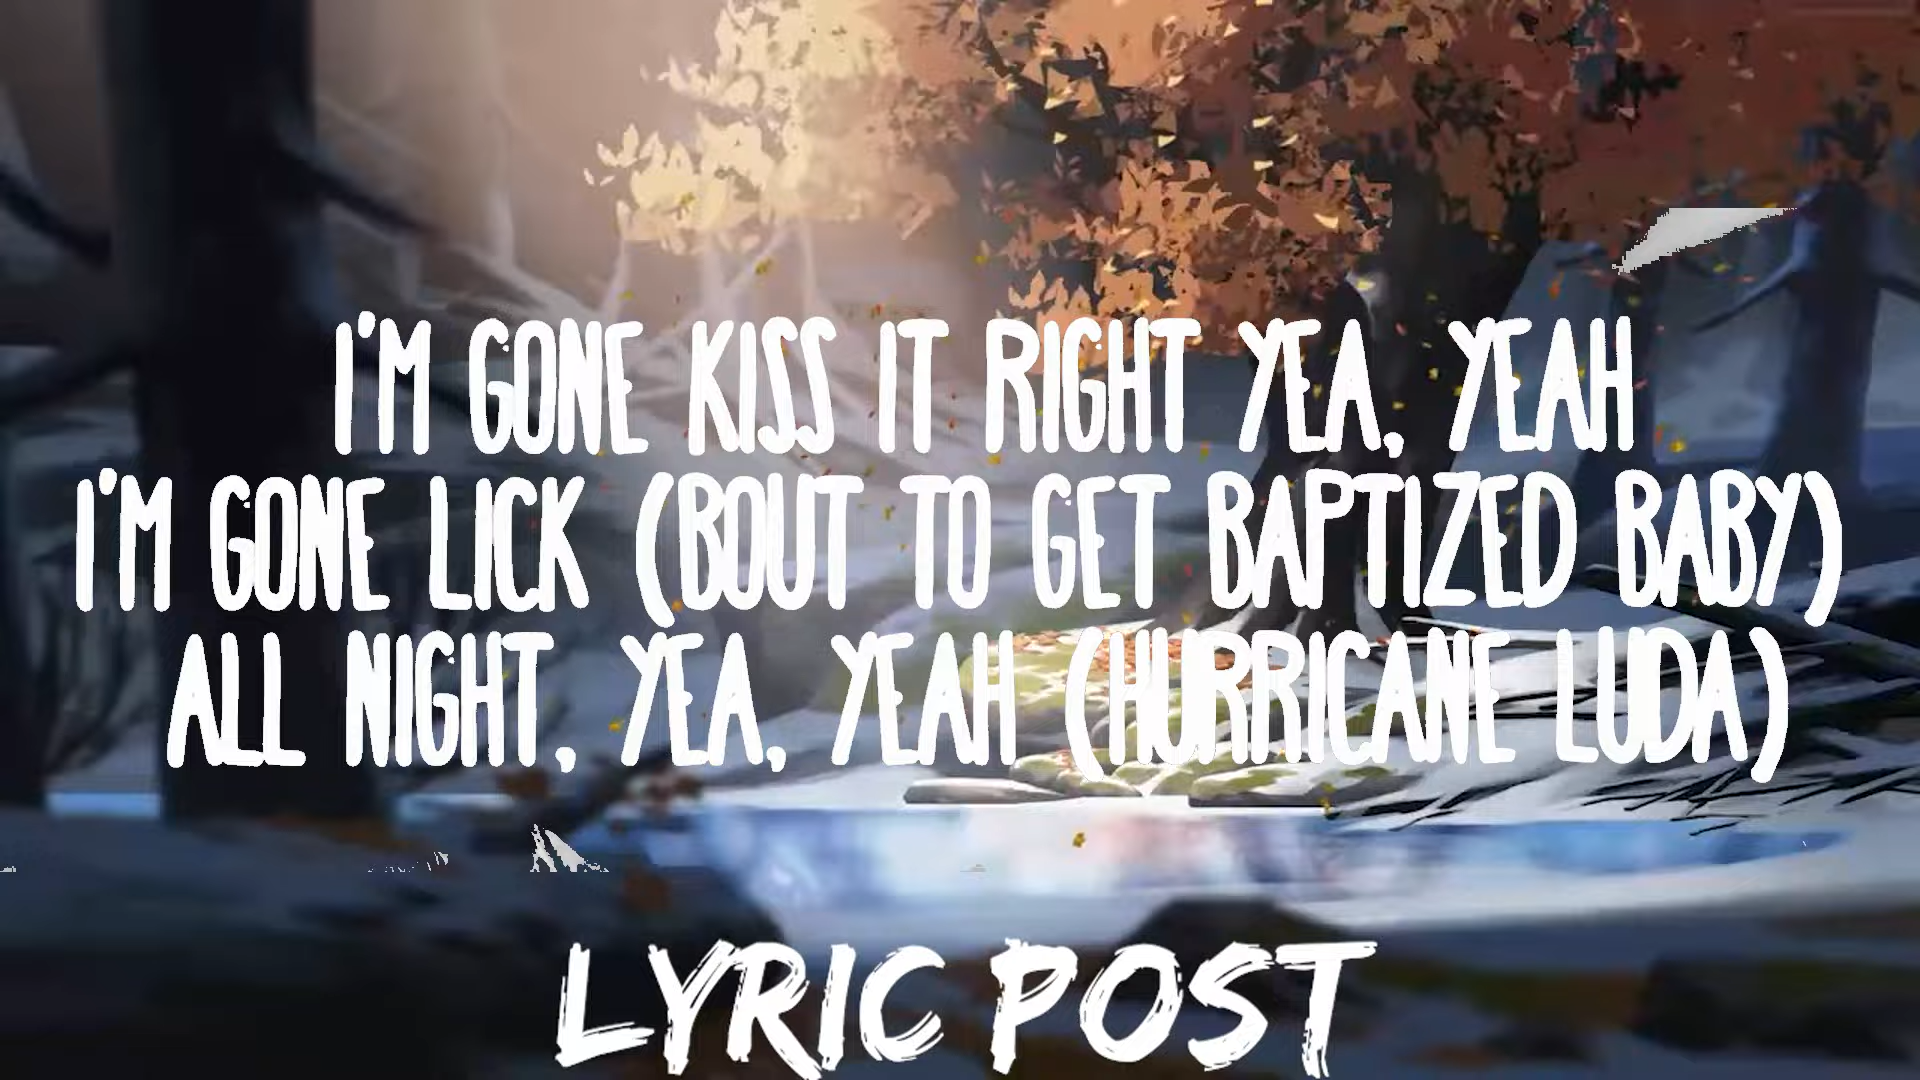 I'M GONE KISS IT RIGHT YEA, YEAH
I'M GONE LICK (BOUT TO GET BAPTIZED BABY)
ALL NIGHT, YEA, YEAH (HURRICANE LUDA)
LYRIC POST